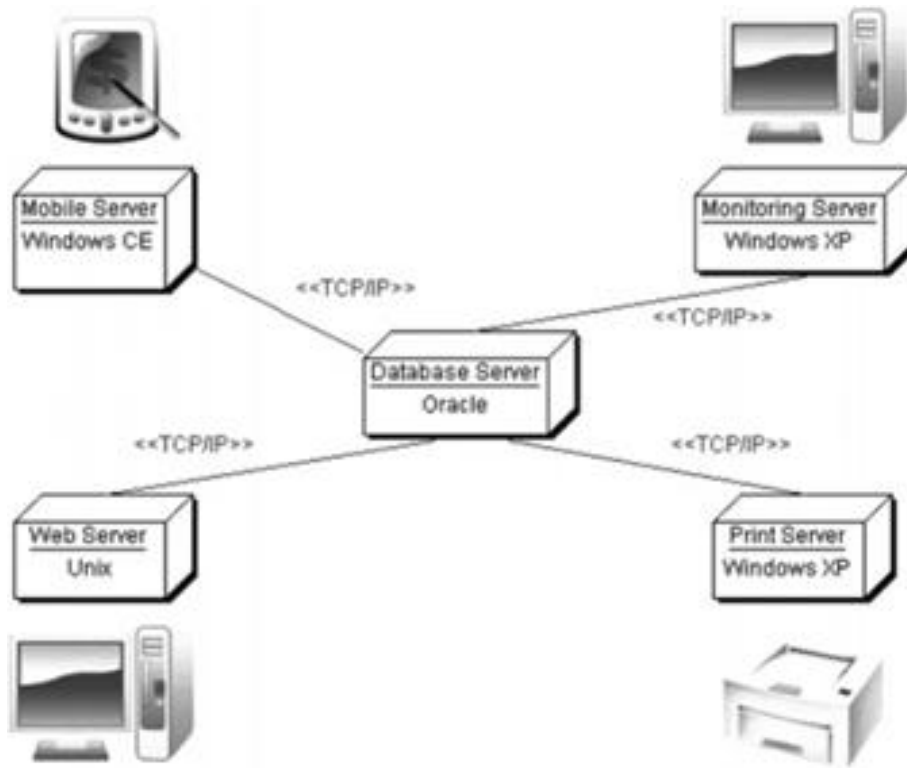 Mobile Server
Windows CE
Monitoring Server
Windows XP
<<TCP/IP>>
<<TCP/IP>>
Database Server
Oracle
<<TCP/IP>>
<<TCP/IP>>
Web Server
Unix
Print Server
Windows XP